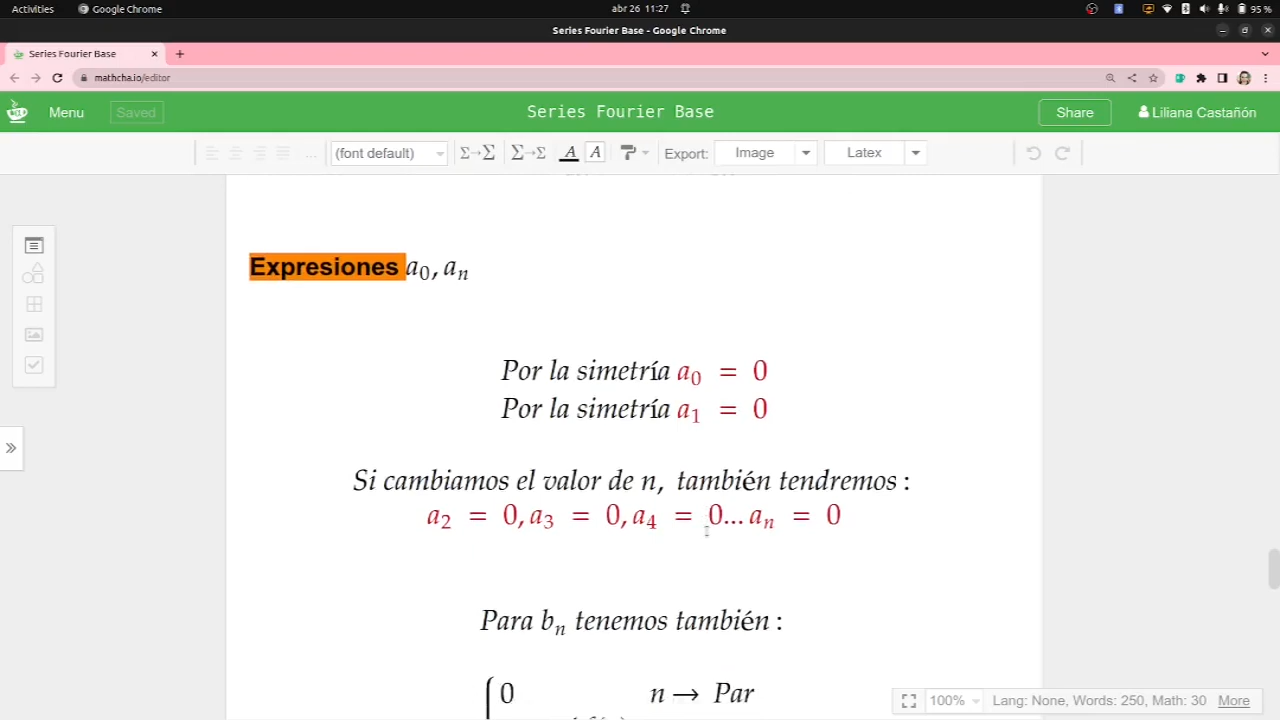 Activities Google Chrome abr 26 11:27 95 %
Series Fourier Base - Google Chrome
Series Fourier Base × +
mathcha.io/editor
Menu Saved Series Fourier Base Share Liliana Castañón
... (font default) Σ→Σ Σ→Σ A A Export: Image Latex
Expresiones a₀, aₙ
Por la simetría a₀ = 0
Por la simetría a₁ = 0
Si cambiamos el valor de n, también tendremos :
a₂ = 0, a₃ = 0, a₄ = 0... aₙ = 0
Para bₙ tenemos también :
0 n → Par
100% Lang: None, Words: 250, Math: 30 More